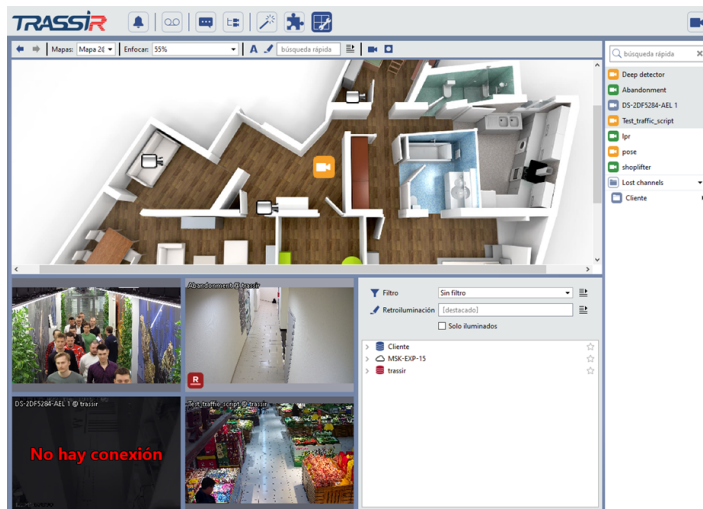 TRASSIR
Mapas: Mapa 20 Enfocar: 55% A búsqueda rápida
búsqueda rápida
Deep detector
Abandonment
DS-2DF5284-AEL 1
Test_traffic_script
lpr
pose
shoplifter
Lost channels
Cliente
Abandonment @ trassir
R
DS-2DF5284-AEL 1 @ trassir
No hay conexión
Test_traffic_script @ trassir
Filtro Sin filtro
Retroiluminación [destacado]
Solo iluminados
Cliente
MSK-EXP-15
trassir